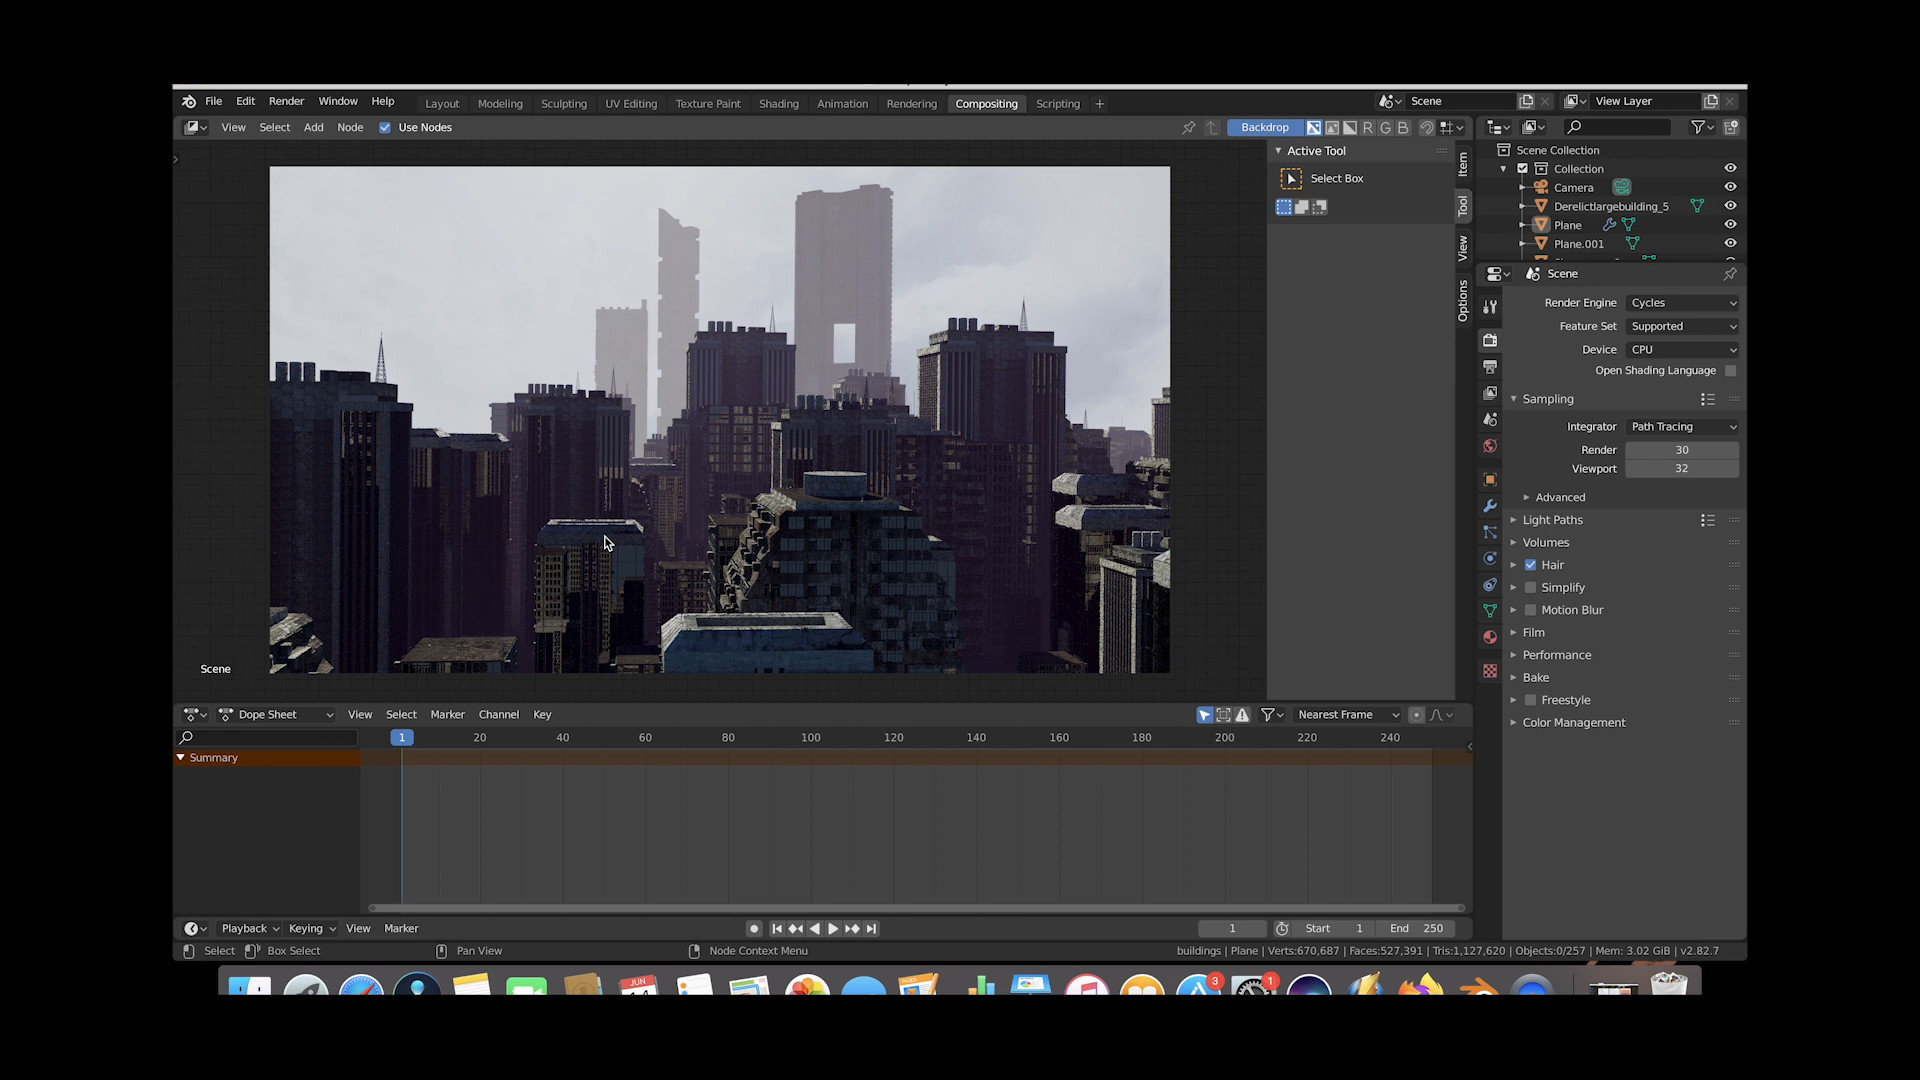 File Edit Render Window Help Layout Modeling Sculpting UV Editing Texture Paint Shading Animation Rendering Compositing Scripting + Scene View Layer
View Select Add Node Use Nodes Backdrop R G B
Active Tool
Select Box
Item
Tool
View
Options
Scene Collection
Collection
Camera
Derelictlargebuilding_5
Plane
Plane.001
Scene
Render Engine Cycles
Feature Set Supported
Device CPU
Open Shading Language
Sampling
Integrator Path Tracing
Render 30
Viewport 32
Advanced
Light Paths
Volumes
Hair
Simplify
Motion Blur
Film
Performance
Bake
Freestyle
Color Management
Scene
Dope Sheet View Select Marker Channel Key Nearest Frame
1 20 40 60 80 100 120 140 160 180 200 220 240
Summary
Playback Keying View Marker 1 Start 1 End 250
Select Box Select Pan View Node Context Menu buildings | Plane | Verts:670,687 | Faces:527,391 | Tris:1,127,620 | Objects:0/257 | Mem: 3.02 GiB | v2.82.7
JUN 3 1